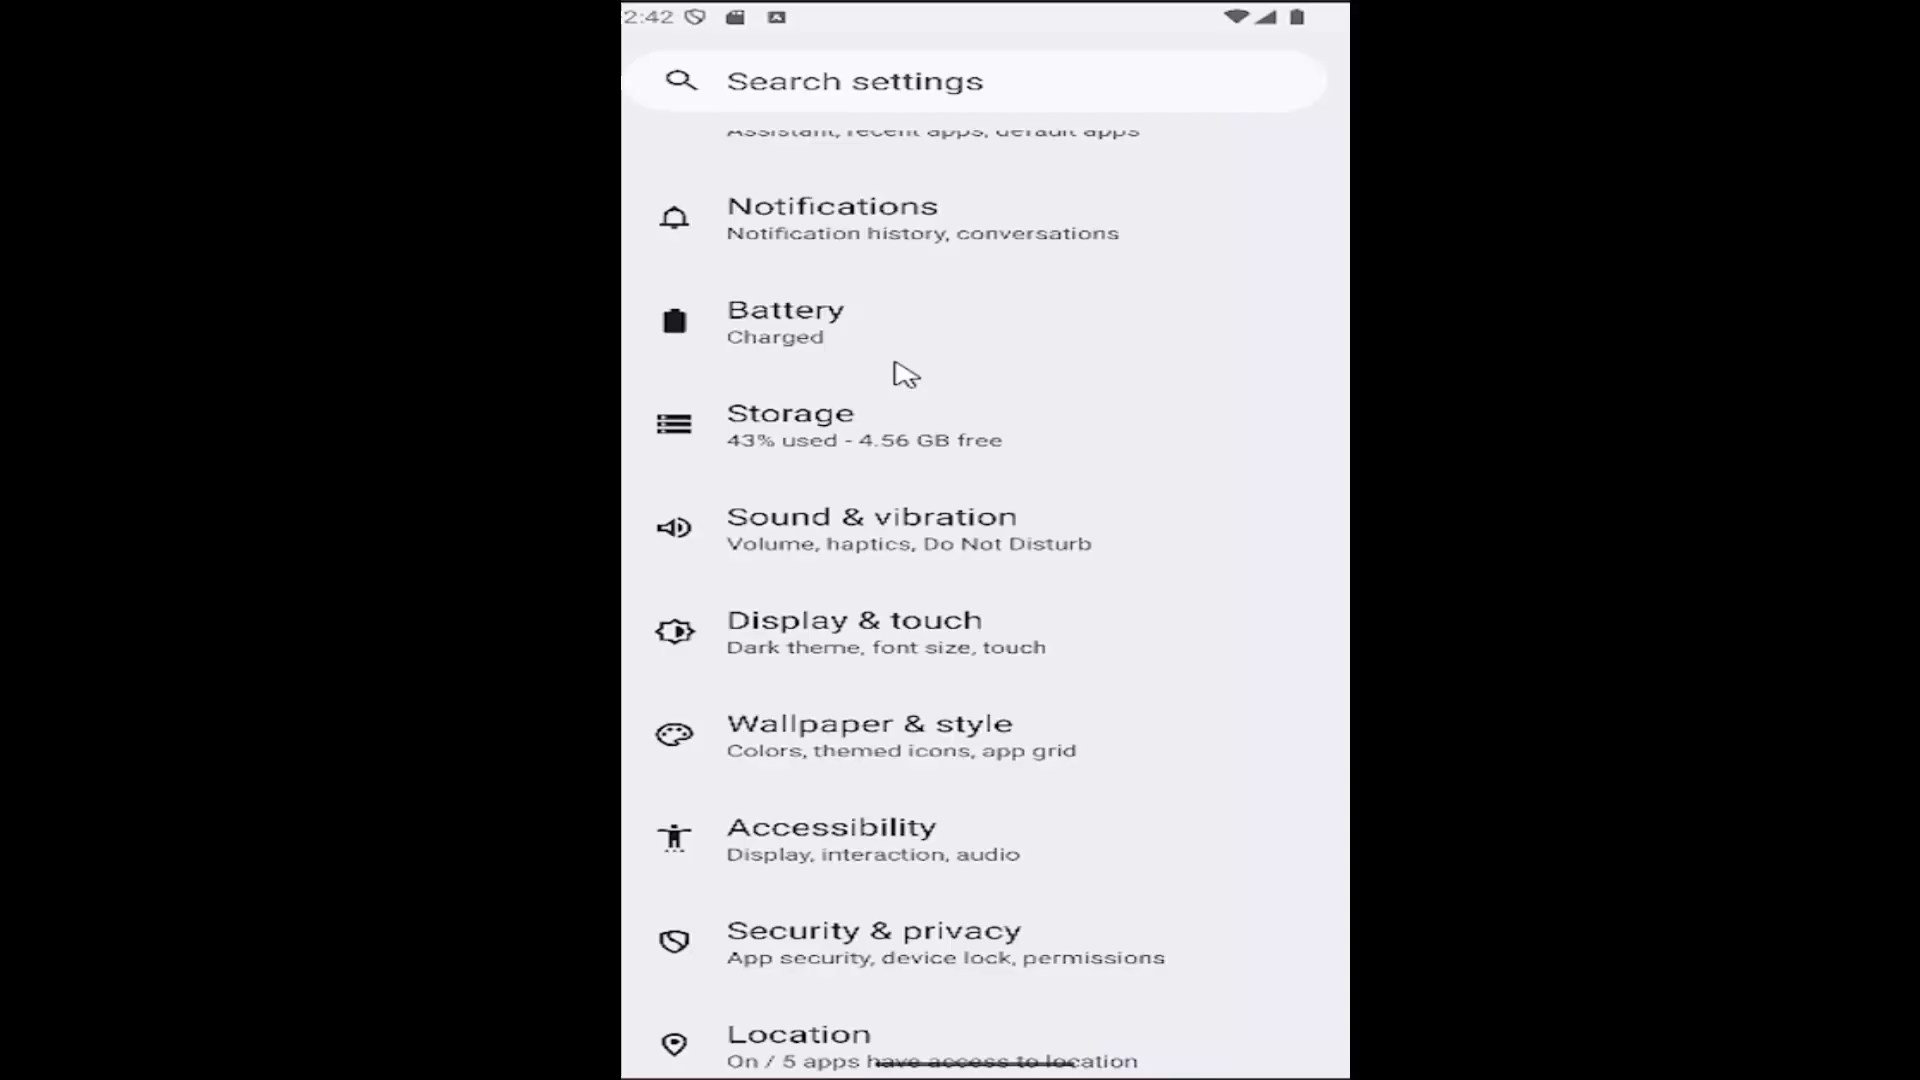 2:42
Search settings
Assistant, recent apps, default apps
Notifications
Notification history, conversations
Battery
Charged
Storage
43% used - 4.56 GB free
Sound & vibration
Volume, haptics, Do Not Disturb
Display & touch
Dark theme, font size, touch
Wallpaper & style
Colors, themed icons, app grid
Accessibility
Display, interaction, audio
Security & privacy
App security, device lock, permissions
Location
On / 5 apps have access to location